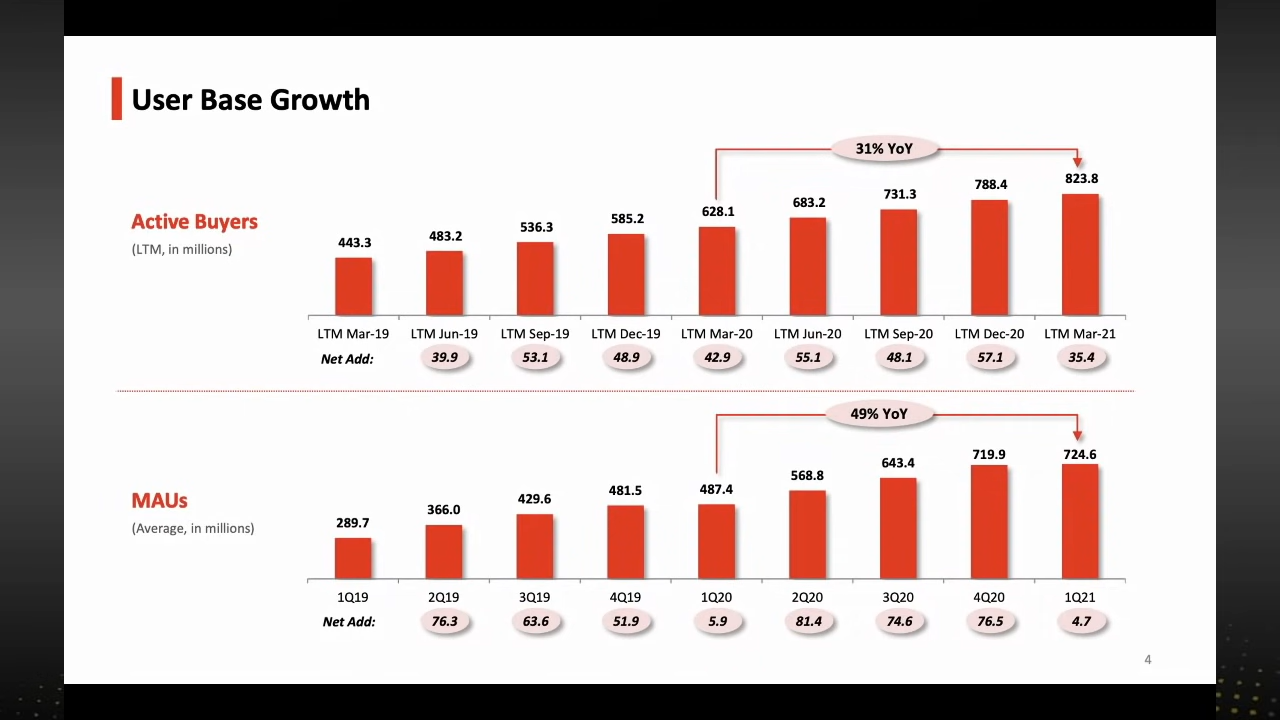 User Base Growth
31% YoY
Active Buyers
(LTM, in millions)
443.3 483.2 536.3 585.2 628.1 683.2 731.3 788.4 823.8
LTM Mar-19 LTM Jun-19 LTM Sep-19 LTM Dec-19 LTM Mar-20 LTM Jun-20 LTM Sep-20 LTM Dec-20 LTM Mar-21
Net Add: 39.9 53.1 48.9 42.9 55.1 48.1 57.1 35.4
49% YoY
MAUs
(Average, in millions)
289.7 366.0 429.6 481.5 487.4 568.8 643.4 719.9 724.6
1Q19 2Q19 3Q19 4Q19 1Q20 2Q20 3Q20 4Q20 1Q21
Net Add: 76.3 63.6 51.9 5.9 81.4 74.6 76.5 4.7
4